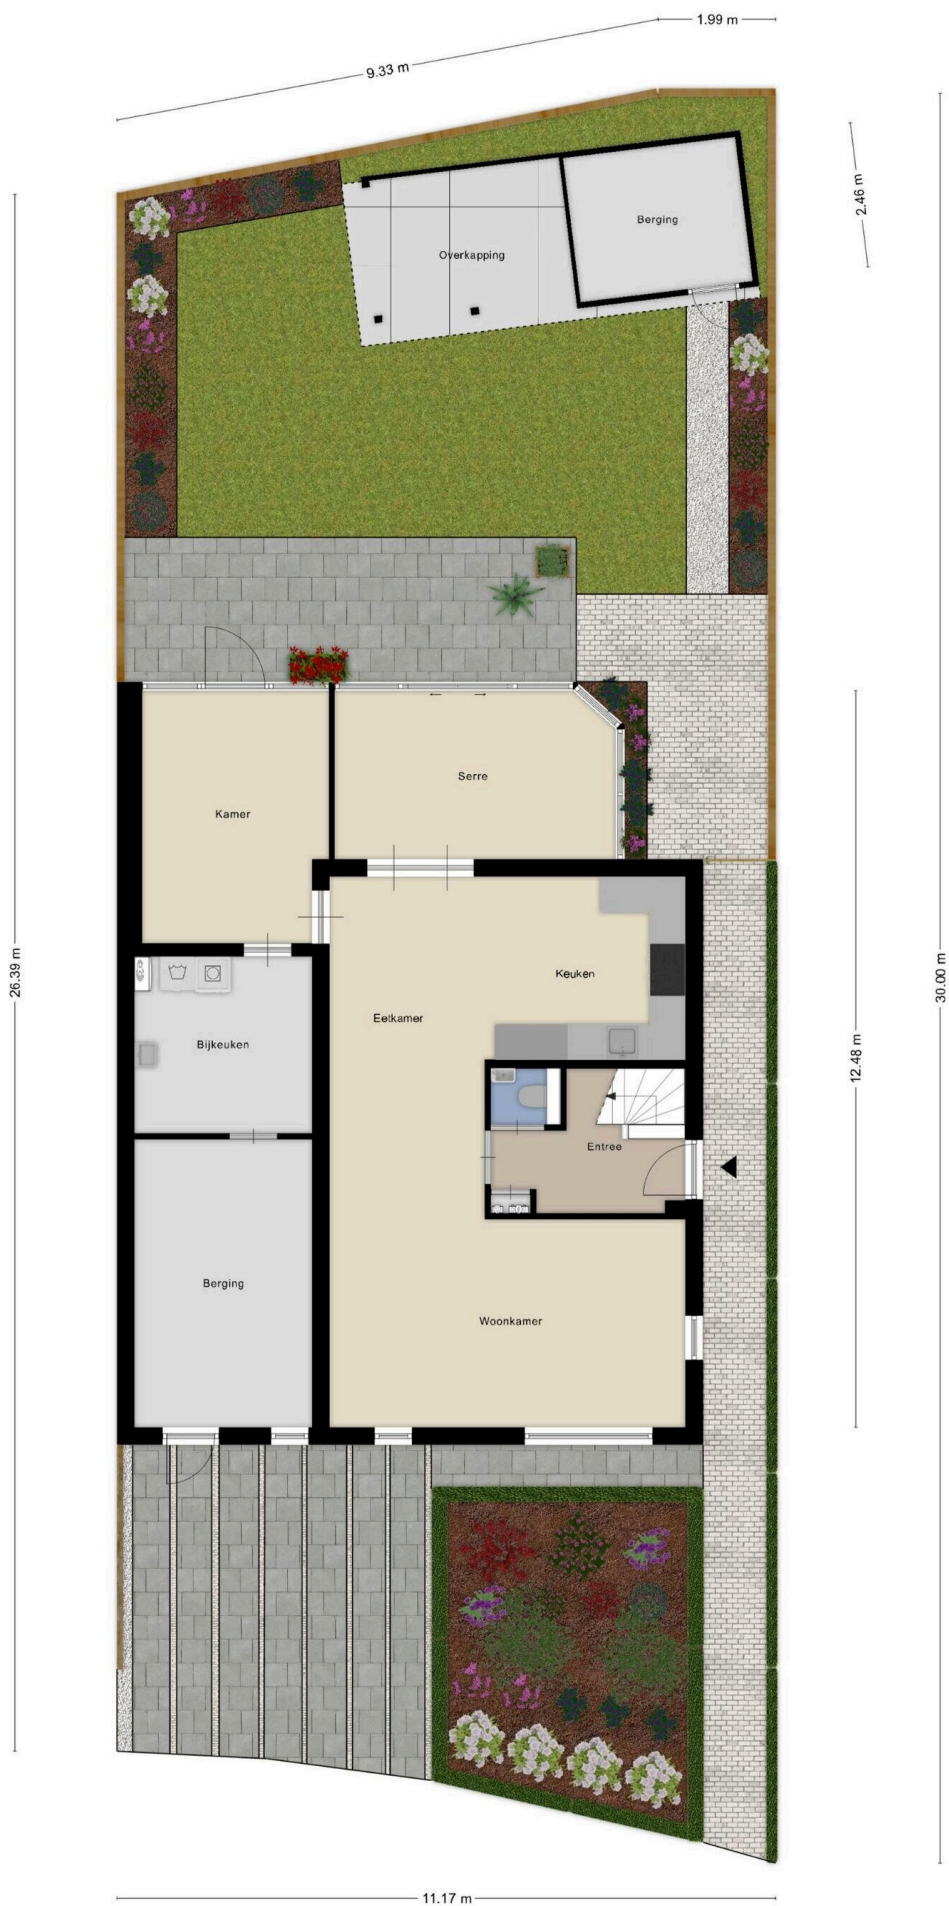 1.99 m
9.33 m
2.46 m
Berging
Overkapping
Serre
Kamer
Keuken
26.39 m
30.00 m
Eetkamer
Bijkeuken
12.48 m
Entree
Berging
Woonkamer
11.17 m